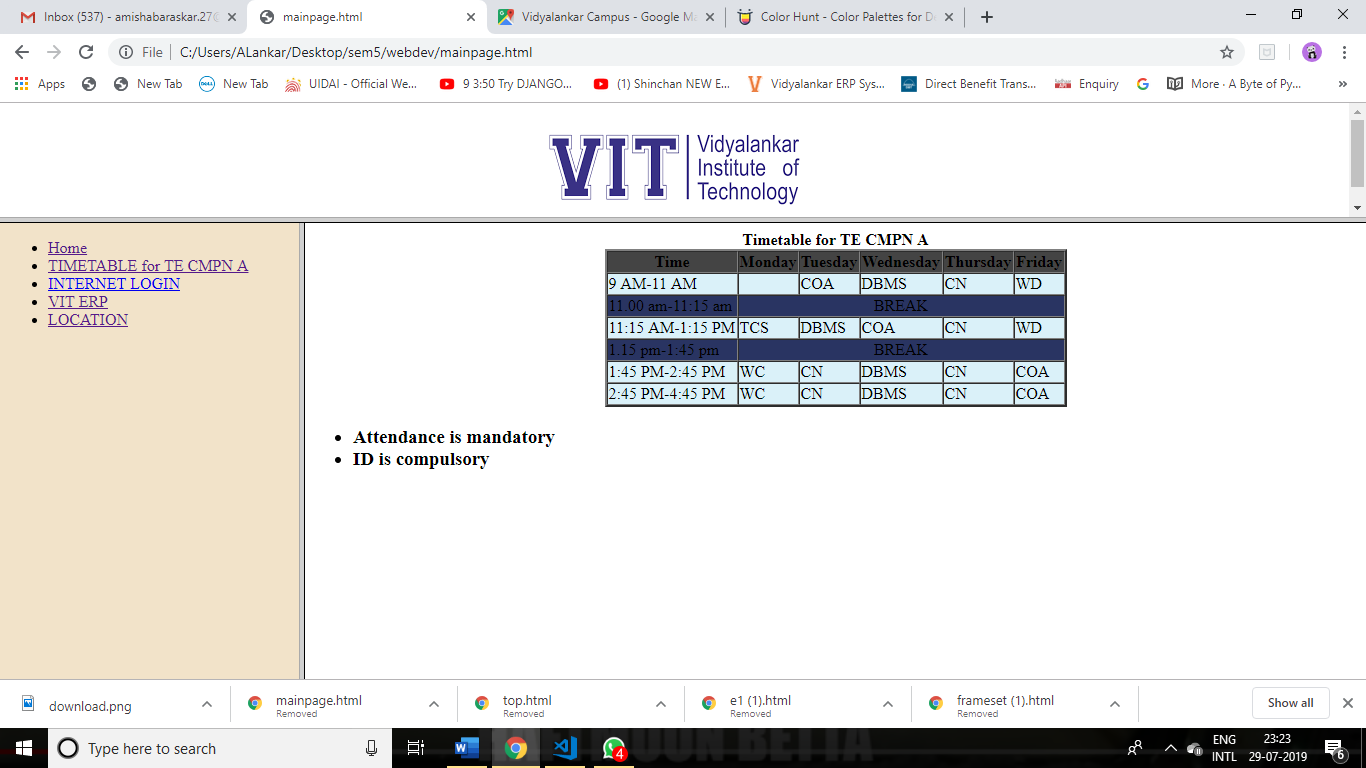 Inbox (537) - amishabaraskar.27@
mainpage.html
Vidyalankar Campus - Google Ma
Color Hunt - Color Palettes for De
File
C:/Users/ALankar/Desktop/sem5/webdev/mainpage.html
Apps
New Tab
New Tab
UIDAI - Official We...
9 3:50 Try DJANGO...
(1) Shinchan NEW E...
Vidyalankar ERP Sys...
Direct Benefit Trans...
Enquiry
More · A Byte of Py...
»
VIT
Vidyalankar
Institute of
Technology
Home
TIMETABLE for TE CMPN A
INTERNET LOGIN
VIT ERP
LOCATION
Timetable for TE CMPN A
Time Monday Tuesday Wednesday Thursday Friday
9 AM-11 AM COA DBMS CN WD
11.00 am-11:15 am BREAK
11:15 AM-1:15 PM TCS DBMS COA CN WD
1.15 pm-1:45 pm BREAK
1:45 PM-2:45 PM WC CN DBMS CN COA
2:45 PM-4:45 PM WC CN DBMS CN COA
Attendance is mandatory
ID is compulsory
download.png
mainpage.html
Removed
top.html
Removed
e1 (1).html
Removed
frameset (1).html
Removed
Show all
Type here to search
4
ENG
INTL
23:23
29-07-2019
6